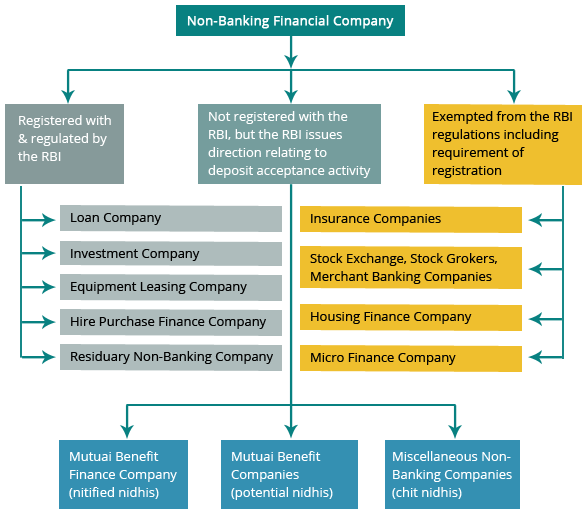 Non-Banking Financial Company
Registered with
& regulated by
the RBI
Not registered with the
RBI, but the RBI issues
direction relating to
deposit acceptance activity
Exempted from the RBI
regulations including
requirement of
registration
Loan Company
Investment Company
Equipment Leasing Company
Hire Purchase Finance Company
Residuary Non-Banking Company
Insurance Companies
Stock Exchange, Stock Grokers,
Merchant Banking Companies
Housing Finance Company
Micro Finance Company
Mutuai Benefit
Finance Company
(nitified nidhis)
Mutuai Benefit
Companies
(potential nidhis)
Miscellaneous Non-
Banking Companies
(chit nidhis)